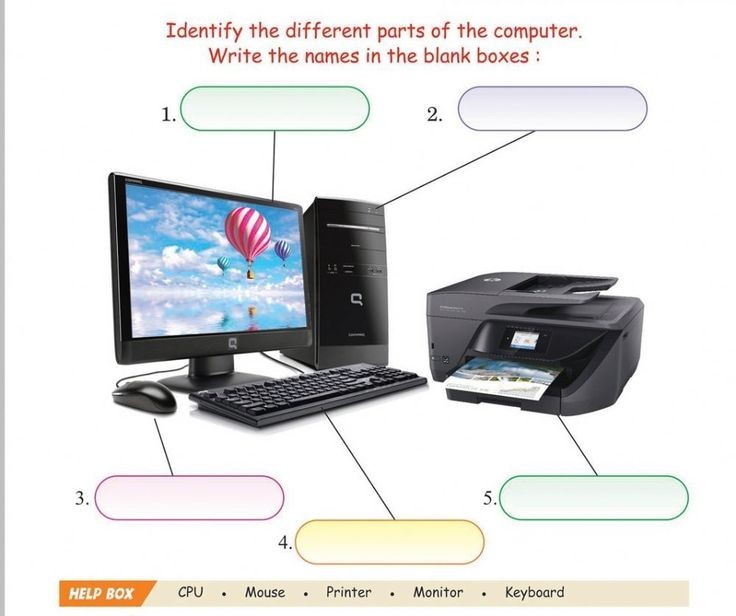 Identify the different parts of the computer.
Write the names in the blank boxes :
1.
2.
3.
4.
5.
HELP BOX CPU • Mouse • Printer • Monitor • Keyboard